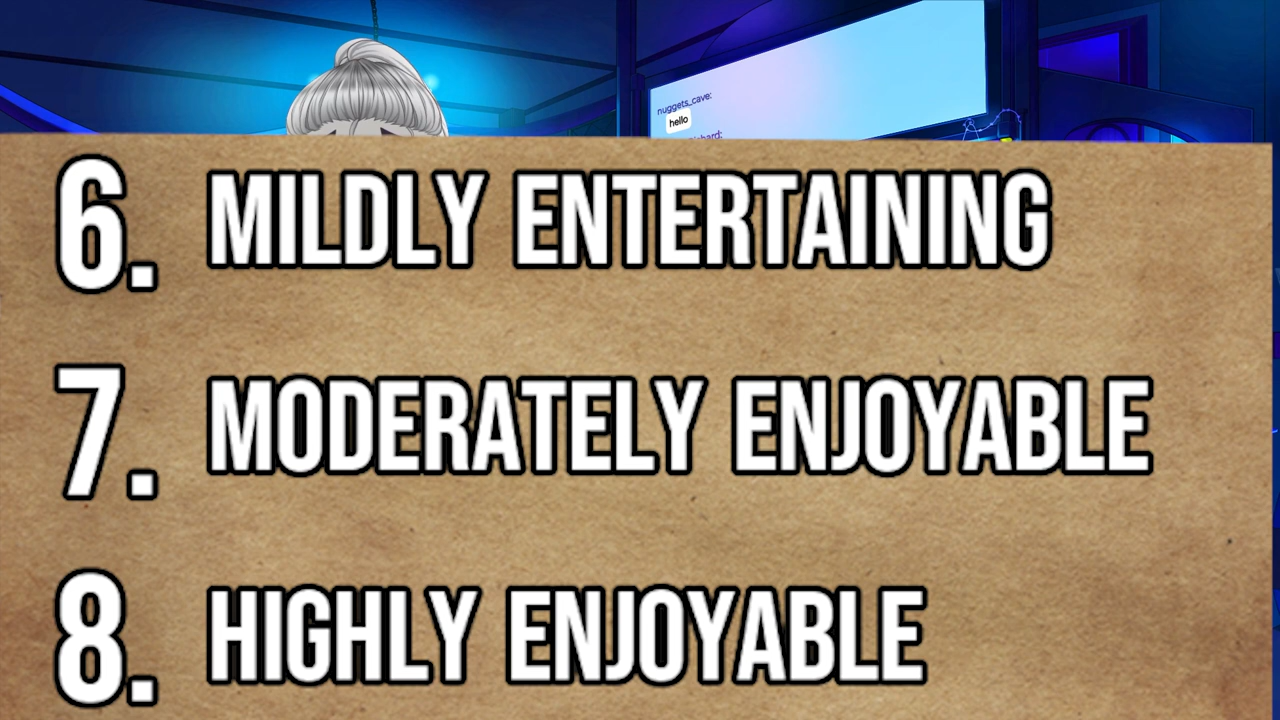 nuggets_cave:
hello
6. MILDLY ENTERTAINING
7. MODERATELY ENJOYABLE
8. HIGHLY ENJOYABLE